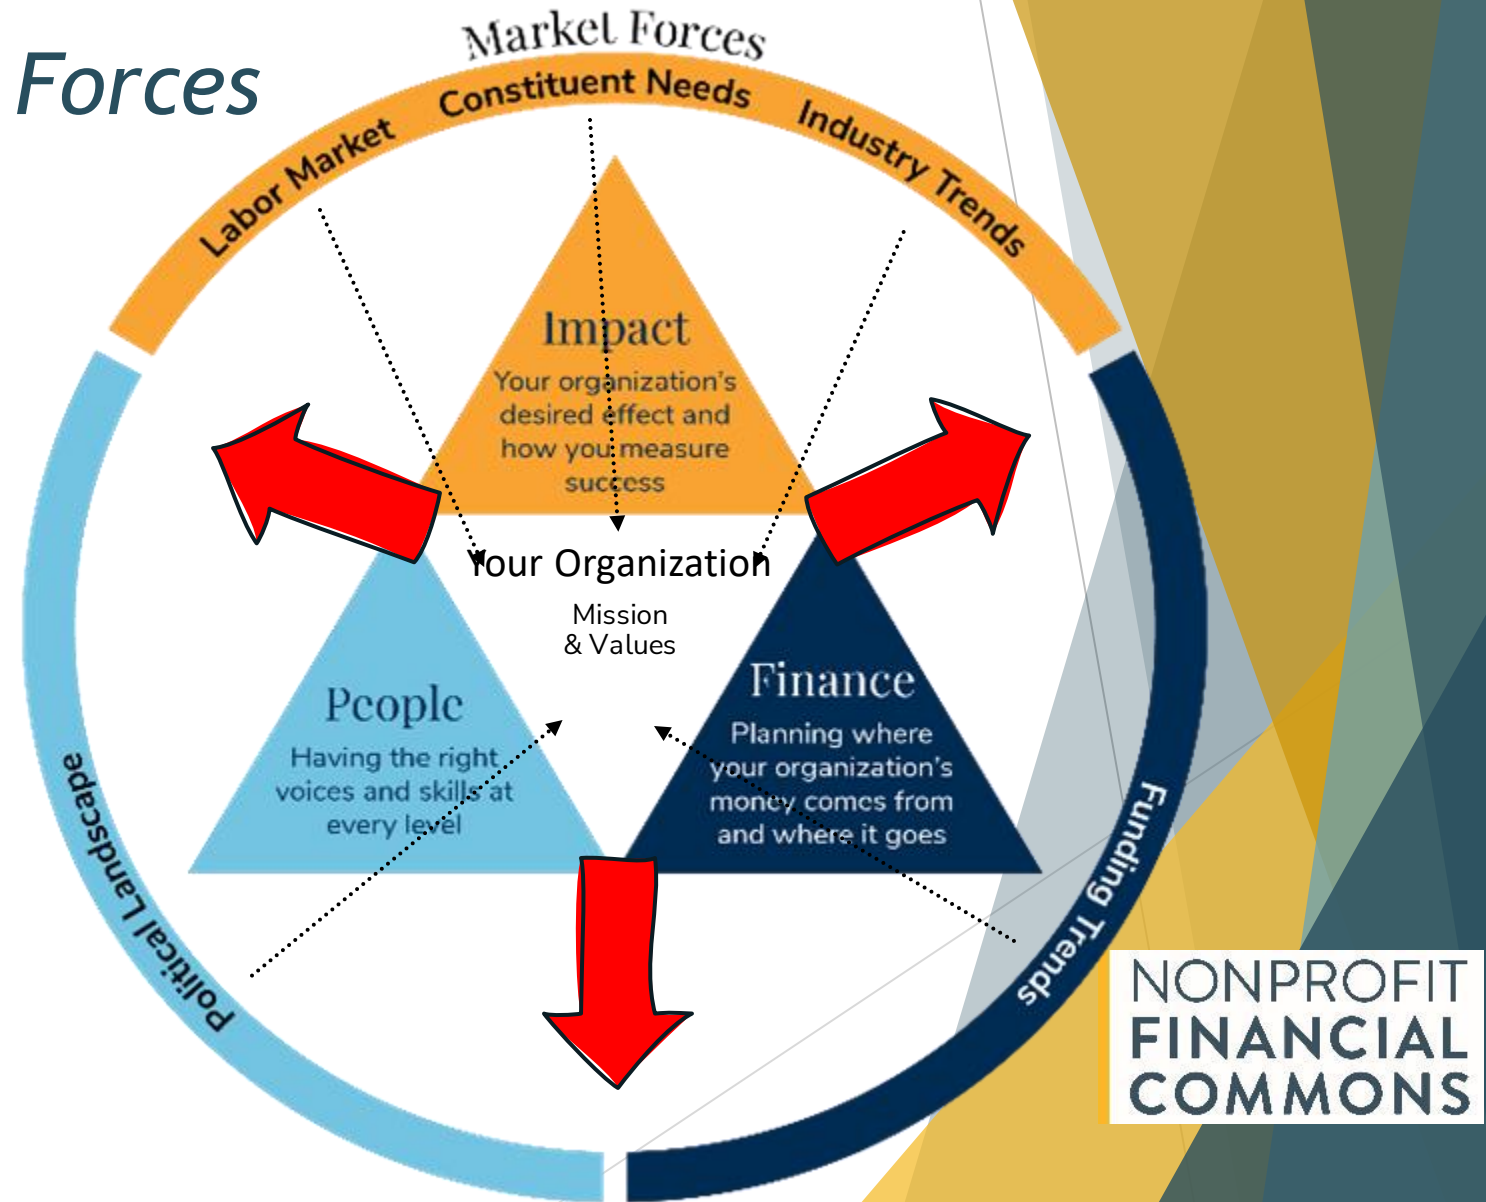 Forces
Market Forces
Labor Market
Constituent Needs
Industry Trends
Impact
Your organization's
desired effect and
how you measure
success
Your Organization
Mission
& Values
People
Having the right
voices and skills at
every level
Finance
Planning where
your organization's
money comes from
and where it goes
Political Landscape
Funding Trends
NONPROFIT
FINANCIAL
COMMONS